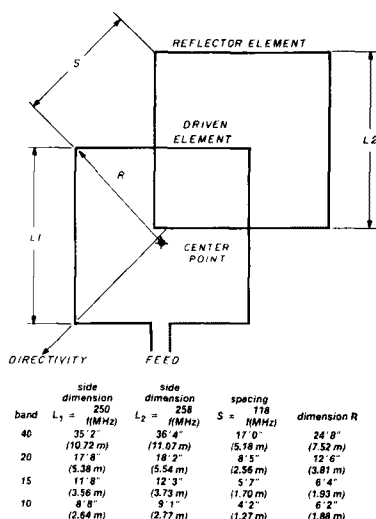 REFLECTOR ELEMENT
S
DRIVEN
ELEMENT
L2
R
L1
CENTER
POINT
DIRECTIVITY
FEED
band side dimension L1 = 250 f(MHz) side dimension L2 = 258 f(MHz) spacing S = 118 f(MHz) dimension R
40 35'2" 36'4" 17'0" 24'8"
(10.72 m) (11.07 m) (5.18 m) (7.52 m)
20 17'8" 18'2" 8'5" 12'6"
(5.38 m) (5.54 m) (2.56 m) (3.81 m)
15 11'8" 12'3" 5'7" 6'4"
(3.56 m) (3.73 m) (1.70 m) (1.93 m)
10 8'8" 9'1" 4'2" 6'2"
(2.64 m) (2.77 m) (1.27 m) (1.88 m)